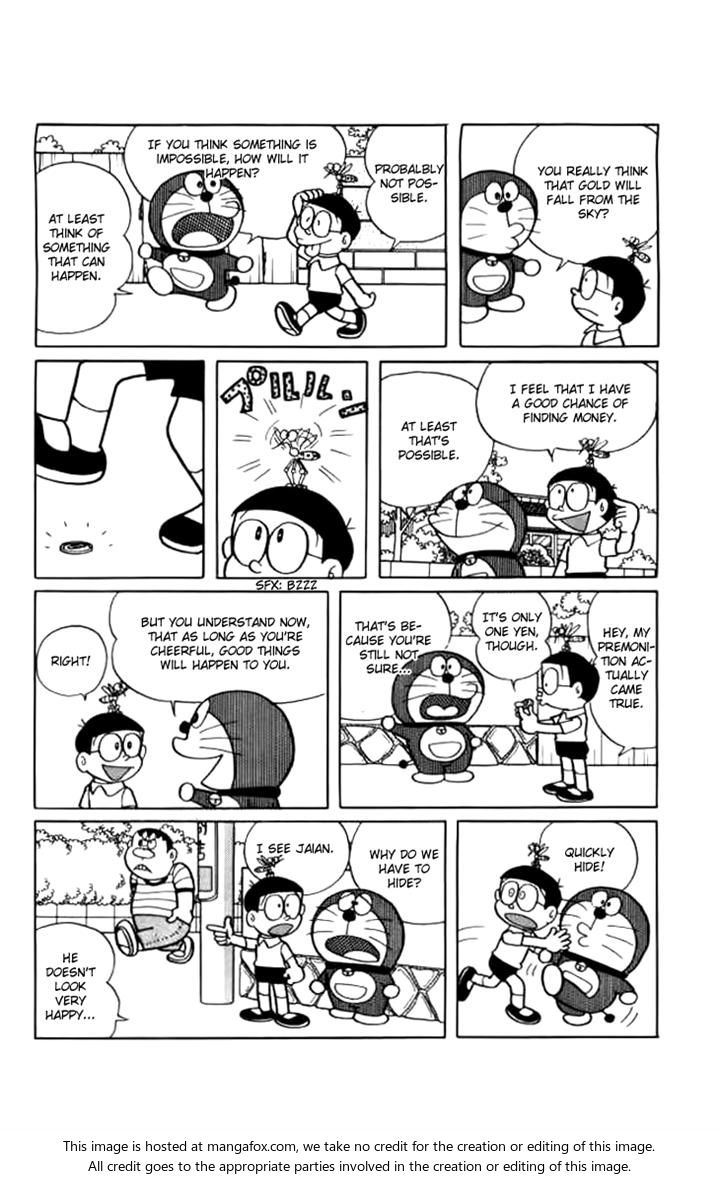 YOU REALLY THINK
THAT GOLD WILL
FALL FROM THE
SKY?
PROBALBLY
NOT POS-
SIBLE.
IF YOU THINK SOMETHING IS
IMPOSSIBLE, HOW WILL IT
HAPPEN?
AT LEAST
THINK OF
SOMETHING
THAT CAN
HAPPEN.
I FEEL THAT I HAVE
A GOOD CHANCE OF
FINDING MONEY.
AT LEAST
THAT'S
POSSIBLE.
プルルルル
SFX: BZZZ
HEY, MY
PREMONI-
TION AC-
TUALLY
CAME
TRUE.
IT'S ONLY
ONE YEN,
THOUGH.
THAT'S BE-
CAUSE YOU'RE
STILL NOT
SURE...
BUT YOU UNDERSTAND NOW,
THAT AS LONG AS YOU'RE
CHEERFUL, GOOD THINGS
WILL HAPPEN TO YOU.
RIGHT!
QUICKLY
HIDE!
WHY DO WE
HAVE TO
HIDE?
I SEE JAIAN.
HE
DOESN'T
LOOK
VERY
HAPPY...
This image is hosted at mangafox.com, we take no credit for the creation or editing of this image.
All credit goes to the appropriate parties involved in the creation or editing of this image.